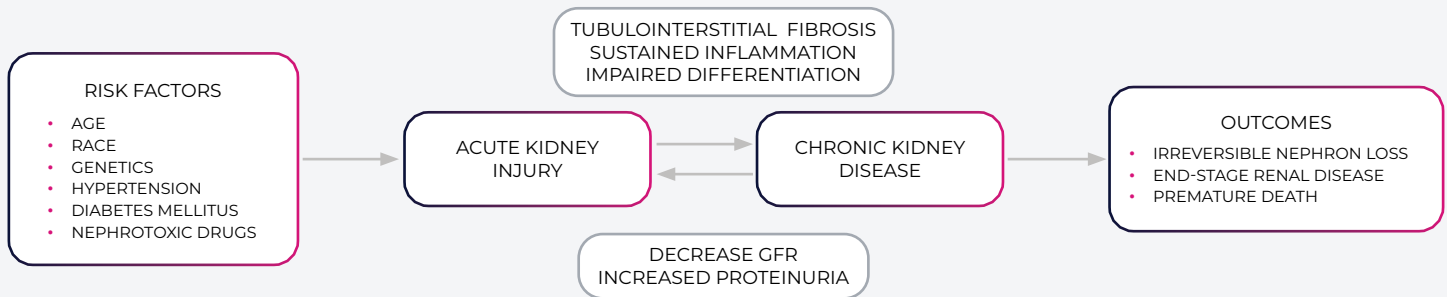 RISK FACTORS
• AGE
• RACE
• GENETICS
• HYPERTENSION
• DIABETES MELLITUS
• NEPHROTOXIC DRUGS
TUBULOINTERSTITIAL FIBROSIS
SUSTAINED INFLAMMATION
IMPAIRED DIFFERENTIATION
ACUTE KIDNEY
INJURY
CHRONIC KIDNEY
DISEASE
DECREASE GFR
INCREASED PROTEINURIA
OUTCOMES
• IRREVERSIBLE NEPHRON LOSS
• END-STAGE RENAL DISEASE
• PREMATURE DEATH